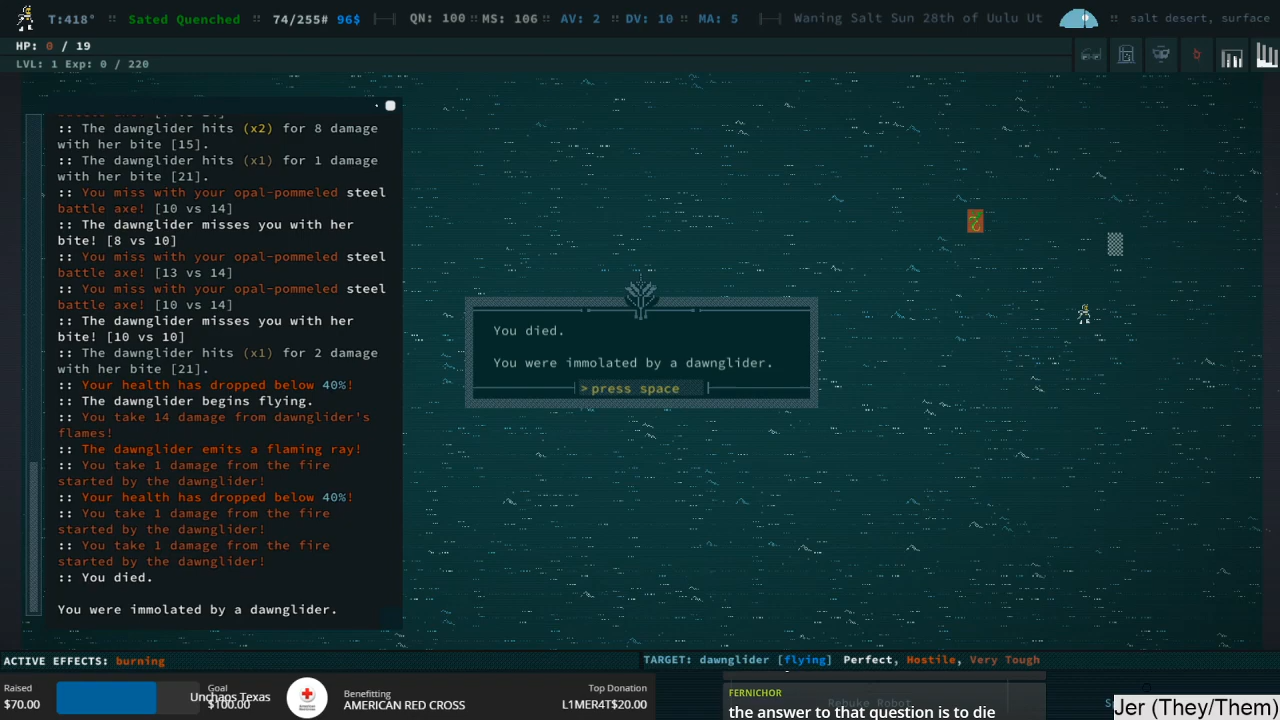 T:418° Sated Quenched :: 74/255# 96$ QN: 100 :: MS: 106 :: AV: 2 :: DV: 10 :: MA: 5 Waning Salt Sun 28th of Uulu Ut :: salt desert, surface
HP: 0 / 19
LVL: 1 Exp: 0 / 220
:: The dawnglider hits (x2) for 8 damage
with her bite [15].
:: The dawnglider hits (x1) for 1 damage
with her bite [21].
:: You miss with your opal-pommeled steel
battle axe! [10 vs 14]
:: The dawnglider misses you with her
bite! [8 vs 10]
:: You miss with your opal-pommeled steel
battle axe! [13 vs 14]
:: You miss with your opal-pommeled steel
battle axe! [10 vs 14]
:: The dawnglider misses you with her
bite! [10 vs 10]
:: The dawnglider hits (x1) for 2 damage
with her bite [21].
:: Your health has dropped below 40%!
:: The dawnglider begins flying.
:: You take 14 damage from dawnglider's
flames!
:: The dawnglider emits a flaming ray!
:: You take 1 damage from the fire
started by the dawnglider!
:: Your health has dropped below 40%!
:: You take 1 damage from the fire
started by the dawnglider!
:: You take 1 damage from the fire
started by the dawnglider!
:: You died.
You were immolated by a dawnglider.
You died.
You were immolated by a dawnglider.
> press space
ACTIVE EFFECTS: burning
TARGET: dawnglider [flying] Perfect, Hostile, Very Tough
Raised
$70.00
Goal
$100.00
Unchaos Texas
Benefitting
AMERICAN RED CROSS
Top Donation
L1MER4T$20.00
FERNICHOR
the answer to that question is to die
Rebuke Robot
Jer (They/Them)